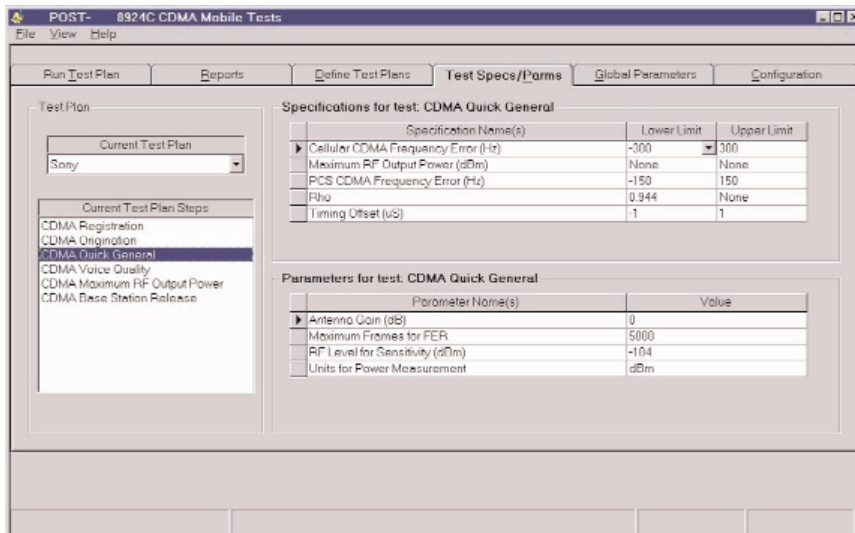 POST- 8924C CDMA Mobile Tests
File View Help
Run Test Plan Reports Define Test Plans Test Specs/Parms Global Parameters Configuration
Test Plan
Current Test Plan
Sony
Current Test Plan Steps
CDMA Registration
CDMA Origination
CDMA Quick General
CDMA Voice Quality
CDMA Maximum RF Output Power
CDMA Base Station Release
Specifications for test: CDMA Quick General
Specification Name(s) Lower Limit Upper Limit
Cellular CDMA Frequency Error (Hz) -300 300
Maximum RF Output Power (dBm) None None
PCS CDMA Frequency Error (Hz) -150 150
Rho 0.944 None
Timing Offset (uS) -1 1
Parameters for test: CDMA Quick General
Parameter Name(s) Value
Antenna Gain (dB) 0
Maximum Frames for FER 5000
RF Level for Sensitivity (dBm) -104
Units for Power Measurement dBm